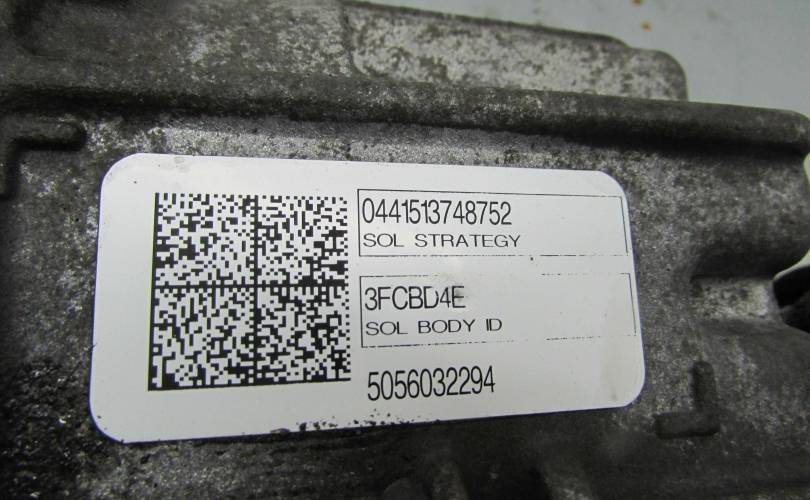 0441513748752
SOL STRATEGY
3FCBD4E
SOL BODY ID
5056032294